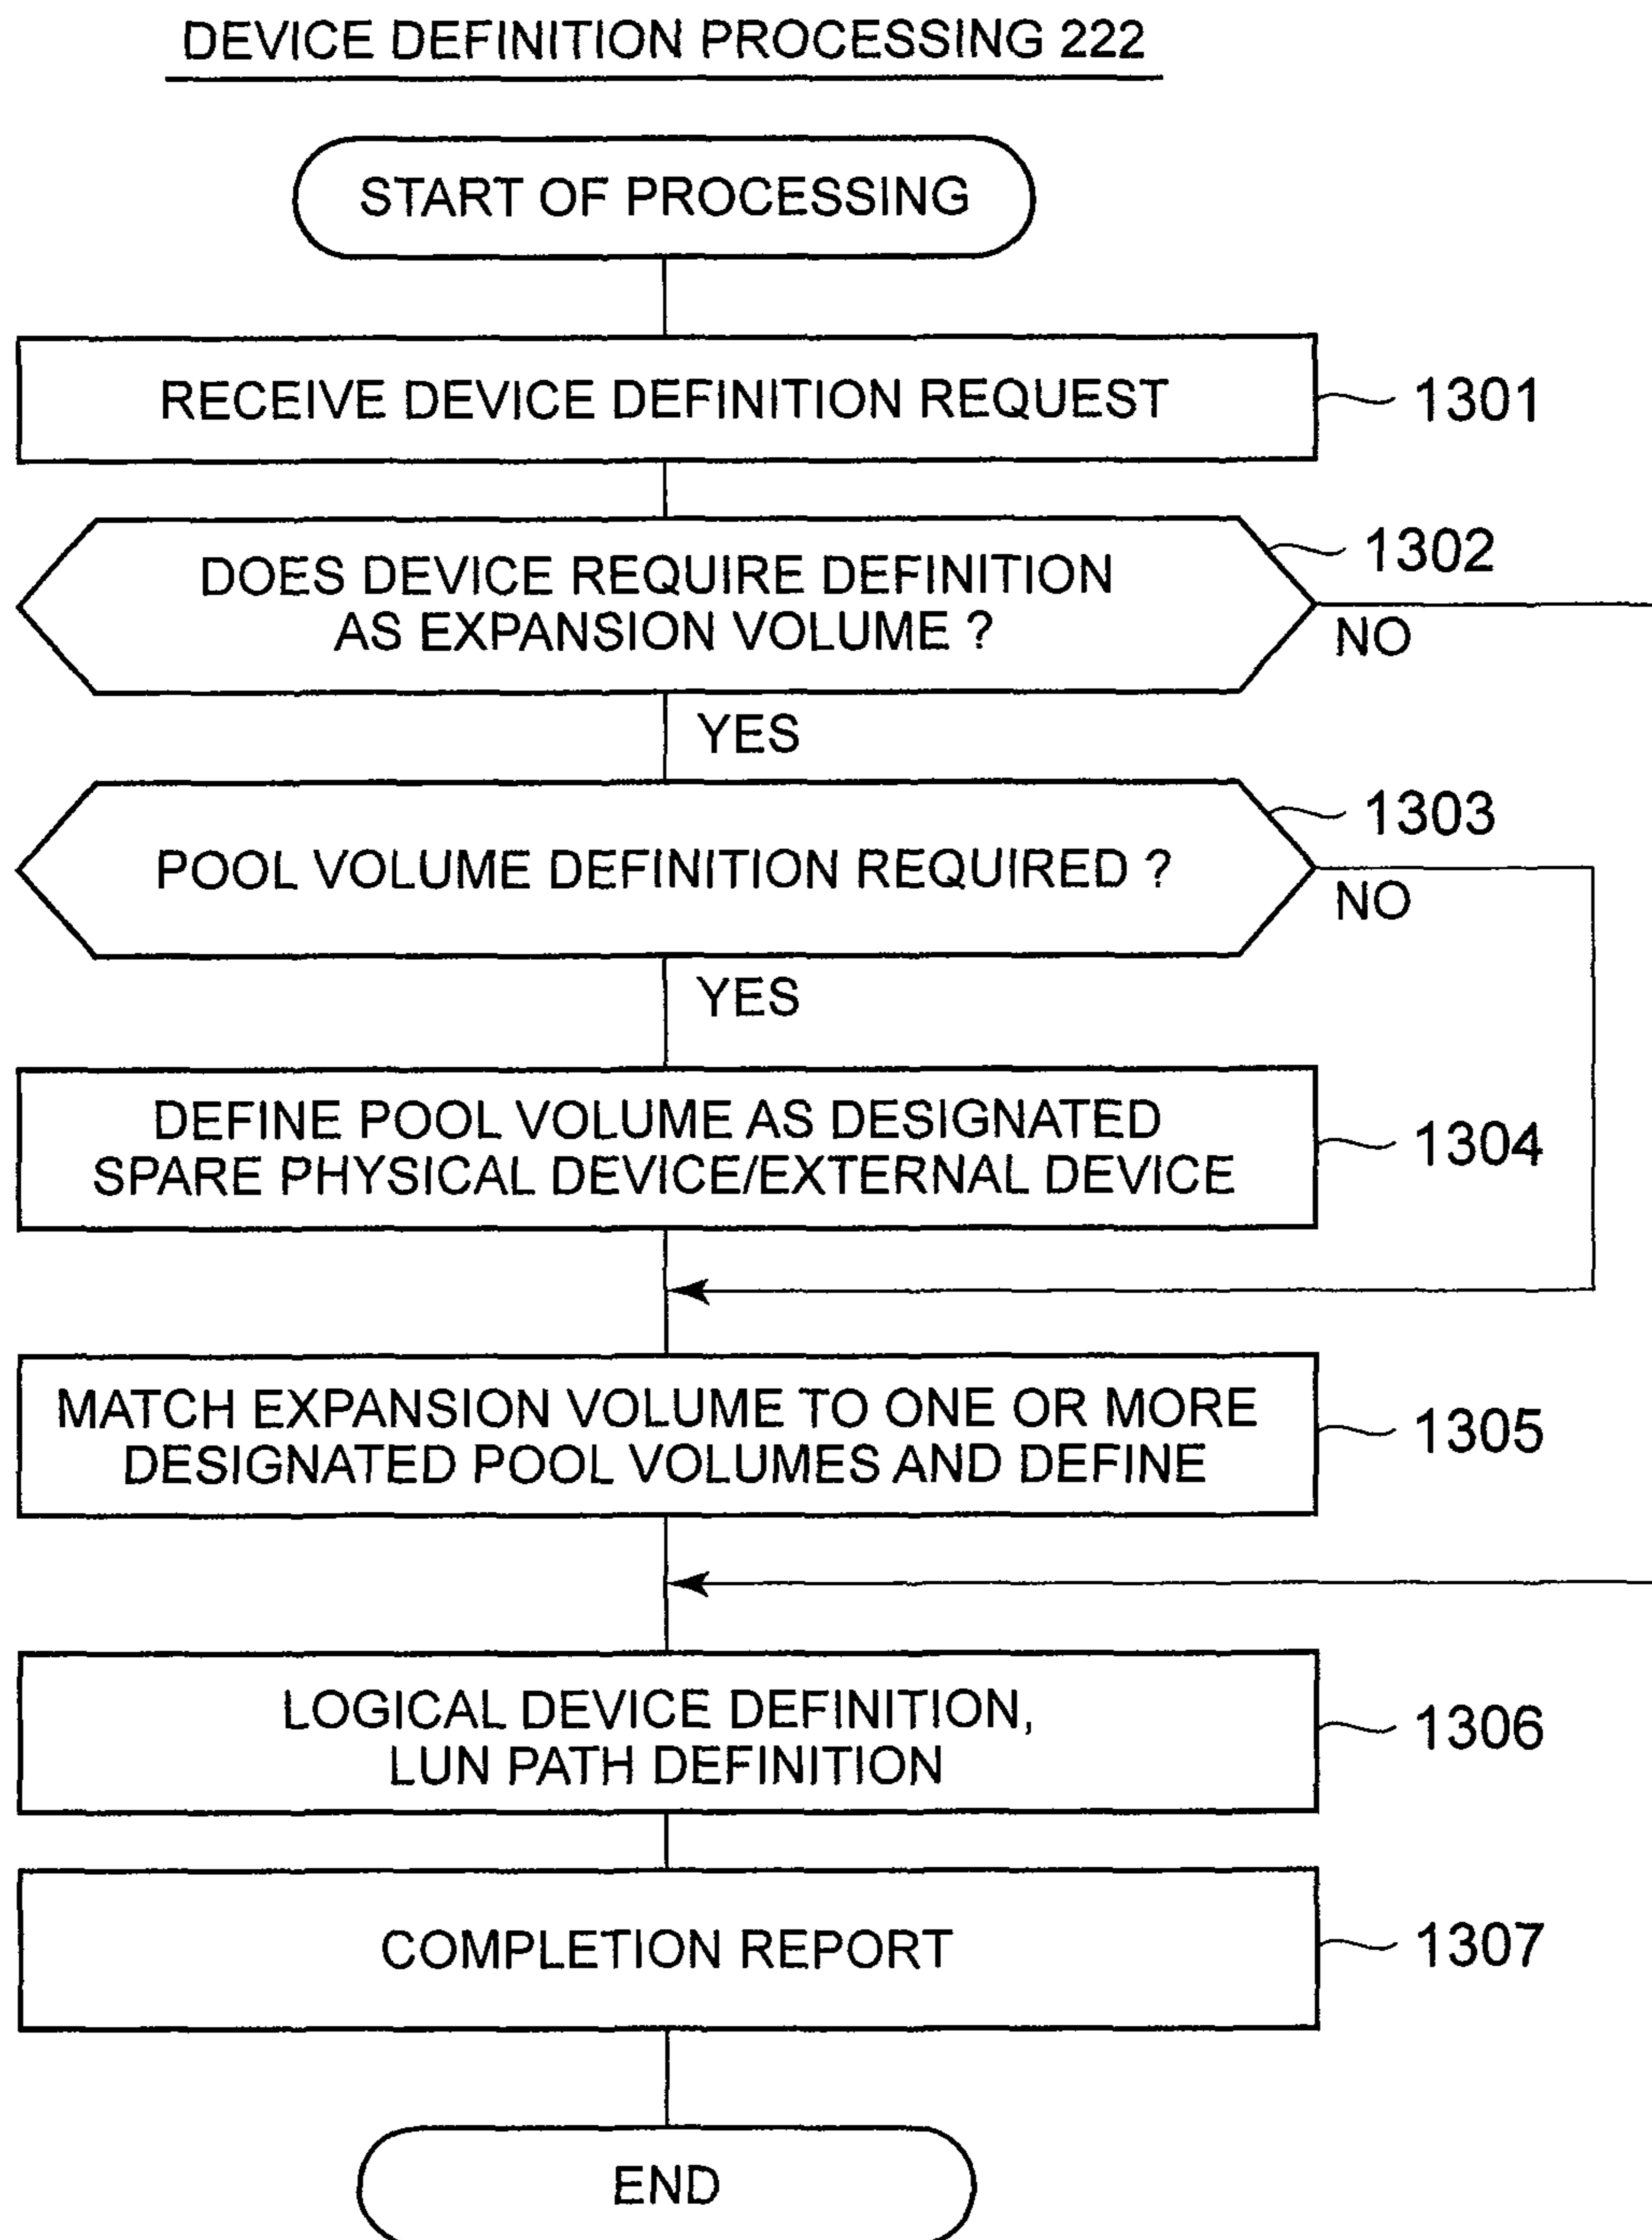 DEVICE DEFINITION PROCESSING 222
START OF PROCESSING
RECEIVE DEVICE DEFINITION REQUEST
1301
DOES DEVICE REQUIRE DEFINITION
AS EXPANSION VOLUME ?
1302
NO
YES
POOL VOLUME DEFINITION REQUIRED ?
1303
NO
YES
DEFINE POOL VOLUME AS DESIGNATED
SPARE PHYSICAL DEVICE/EXTERNAL DEVICE
1304
MATCH EXPANSION VOLUME TO ONE OR MORE
DESIGNATED POOL VOLUMES AND DEFINE
1305
LOGICAL DEVICE DEFINITION,
LUN PATH DEFINITION
1306
COMPLETION REPORT
1307
END